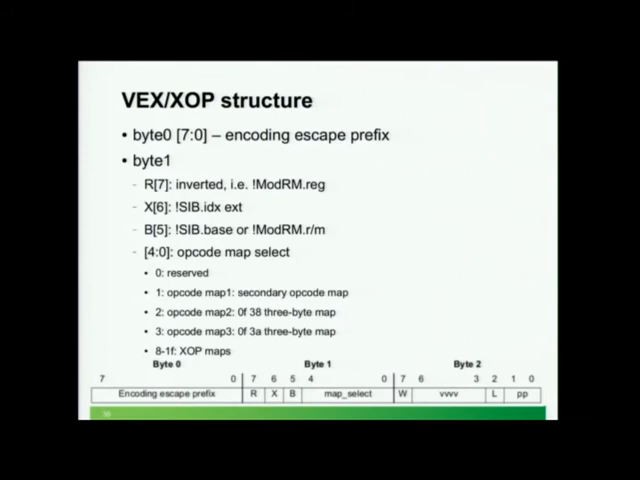 VEX/XOP structure
• byte0 [7:0] – encoding escape prefix
• byte1
- R[7]: inverted, i.e. !ModRM.reg
- X[6]: !SIB.idx ext
- B[5]: !SIB.base or !ModRM.r/m
- [4:0]: opcode map select
• 0: reserved
• 1: opcode map1: secondary opcode map
• 2: opcode map2: 0f 38 three-byte map
• 3: opcode map3: 0f 3a three-byte map
• 8-1f: XOP maps
Byte 0 Byte 1 Byte 2
7 0 7 6 5 4 0 7 6 3 2 1 0
Encoding escape prefix R X B map_select W vvvv L pp
36